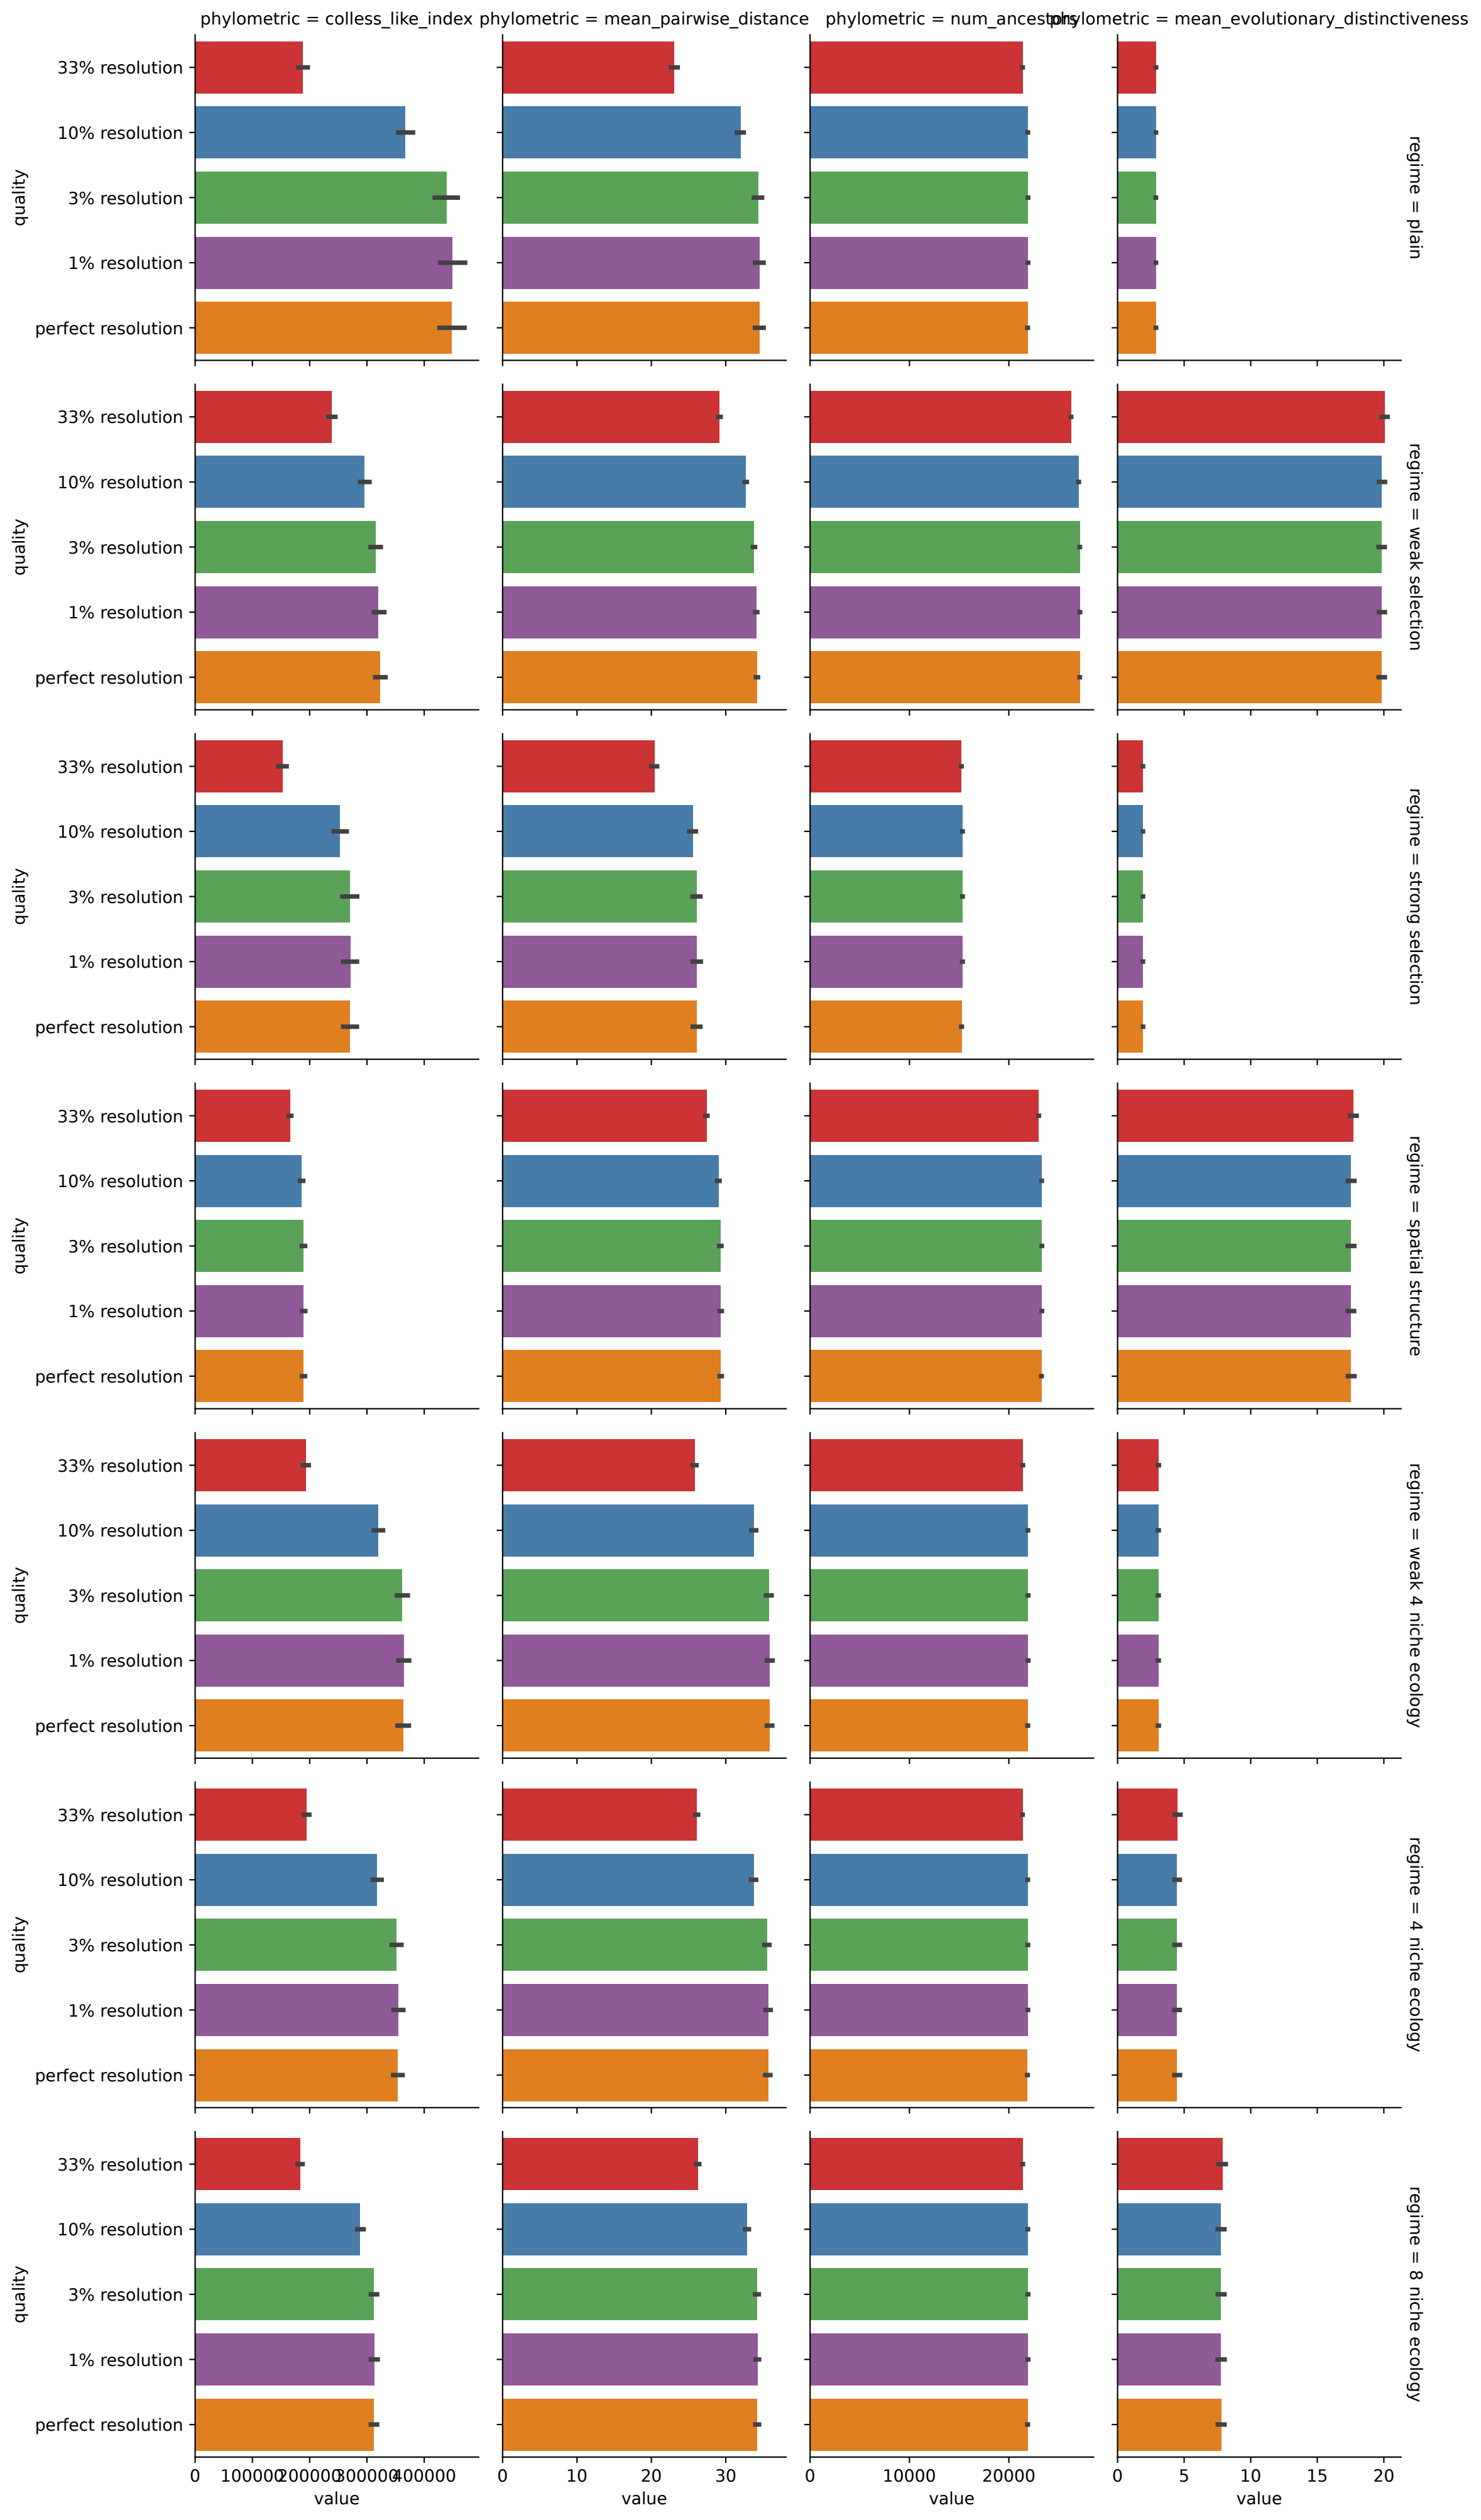 phylometric = colless_like_index
phylometric = mean_pairwise_distance
phylometric = num_ancestors
phylometric = mean_evolutionary_distinctiveness
33% resolution
10% resolution
3% resolution
1% resolution
perfect resolution
quality
regime = plain
33% resolution
10% resolution
3% resolution
1% resolution
perfect resolution
quality
regime = weak selection
33% resolution
10% resolution
3% resolution
1% resolution
perfect resolution
quality
regime = strong selection
33% resolution
10% resolution
3% resolution
1% resolution
perfect resolution
quality
regime = spatial structure
33% resolution
10% resolution
3% resolution
1% resolution
perfect resolution
quality
regime = weak 4 niche ecology
33% resolution
10% resolution
3% resolution
1% resolution
perfect resolution
quality
regime = 4 niche ecology
33% resolution
10% resolution
3% resolution
1% resolution
perfect resolution
quality
regime = 8 niche ecology
0 100000 200000 300000 400000
0 10 20 30
0 10000 20000
0 5 10 15 20
value
value
value
value